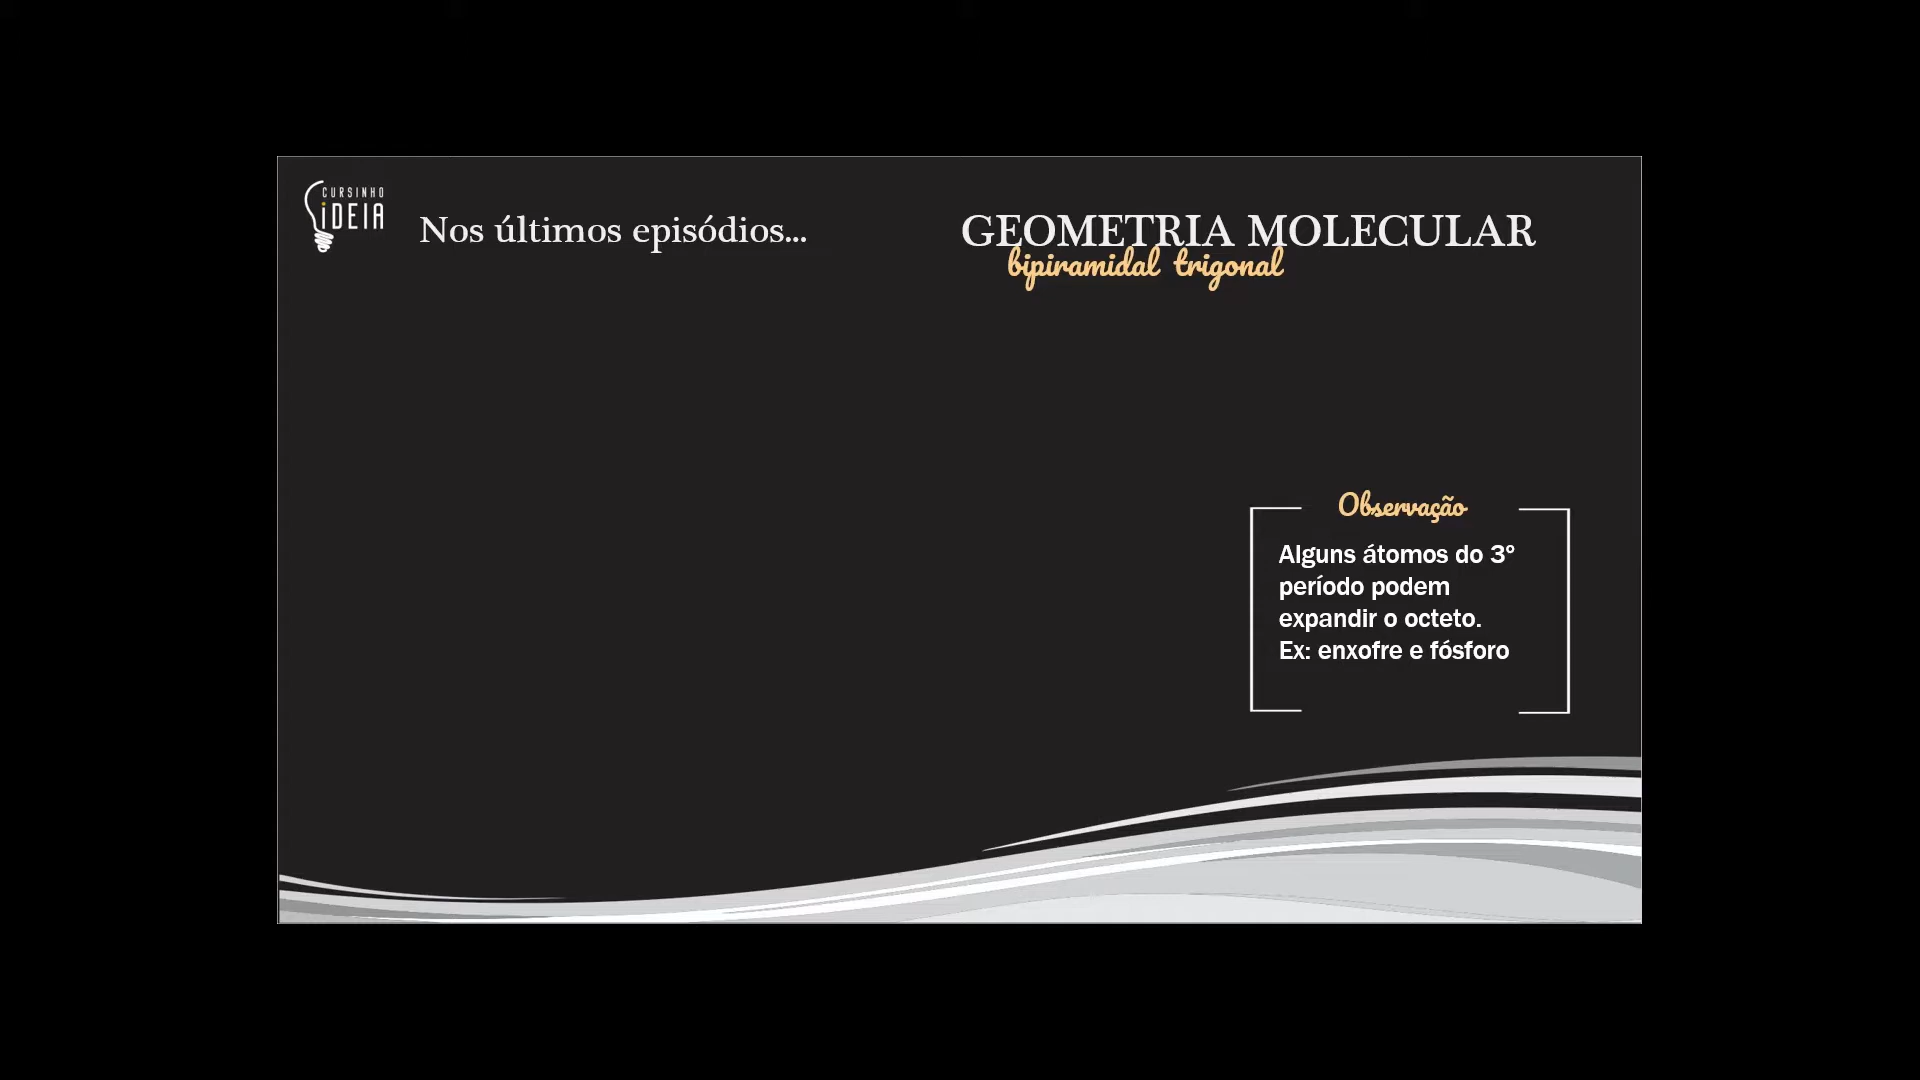 CURSINHO
iDEIA
Nos últimos episódios...
GEOMETRIA MOLECULAR
bipiramidal trigonal
Observação
Alguns átomos do 3º
período podem
expandir o octeto.
Ex: enxofre e fósforo